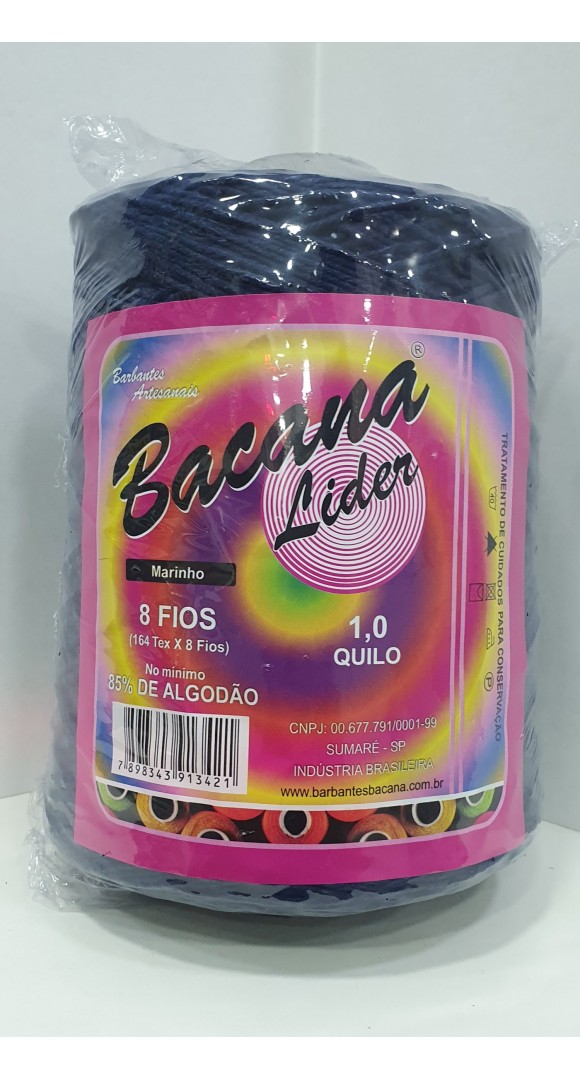 Barbantes
Artesanais
Bacana ®
Lider
Marinho
8 FIOS
(164 Tex X 8 Fios)
No mínimo
85% DE ALGODÃO
1,0
QUILO
7 898343 913421
CNPJ: 00.677.791/0001-99
SUMARÉ - SP
INDÚSTRIA BRASILEIRA
www.barbantesbacana.com.br
TRATAMENTO DE CUIDADOS PARA CONSERVAÇÃO
40
P